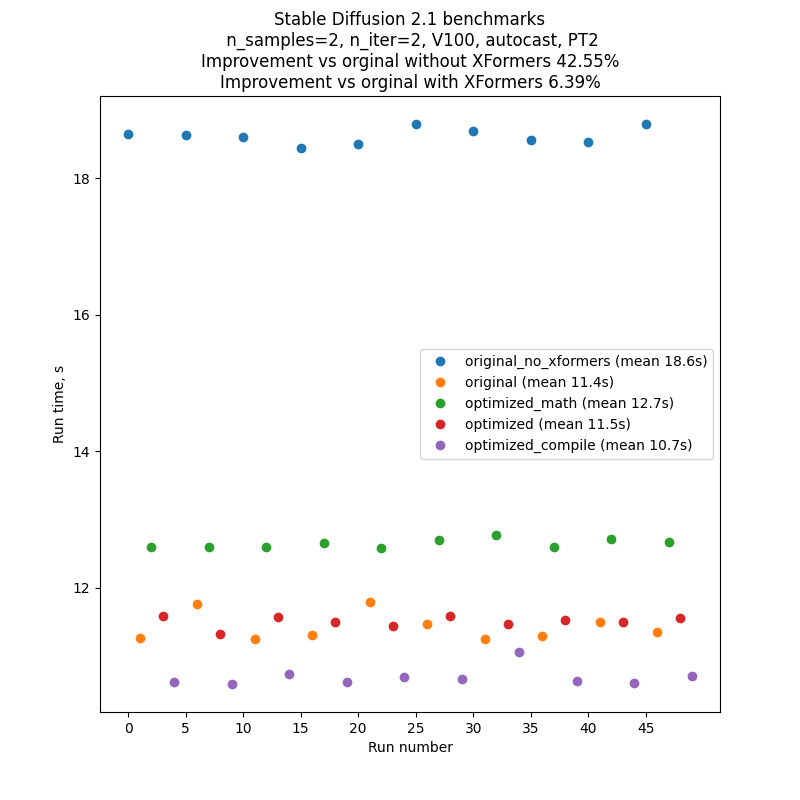 Stable Diffusion 2.1 benchmarks
n_samples=2, n_iter=2, V100, autocast, PT2
Improvement vs orginal without XFormers 42.55%
Improvement vs orginal with XFormers 6.39%
18
16
14
12
Run time, s
original_no_xformers (mean 18.6s)
original (mean 11.4s)
optimized_math (mean 12.7s)
optimized (mean 11.5s)
optimized_compile (mean 10.7s)
0 5 10 15 20 25 30 35 40 45
Run number